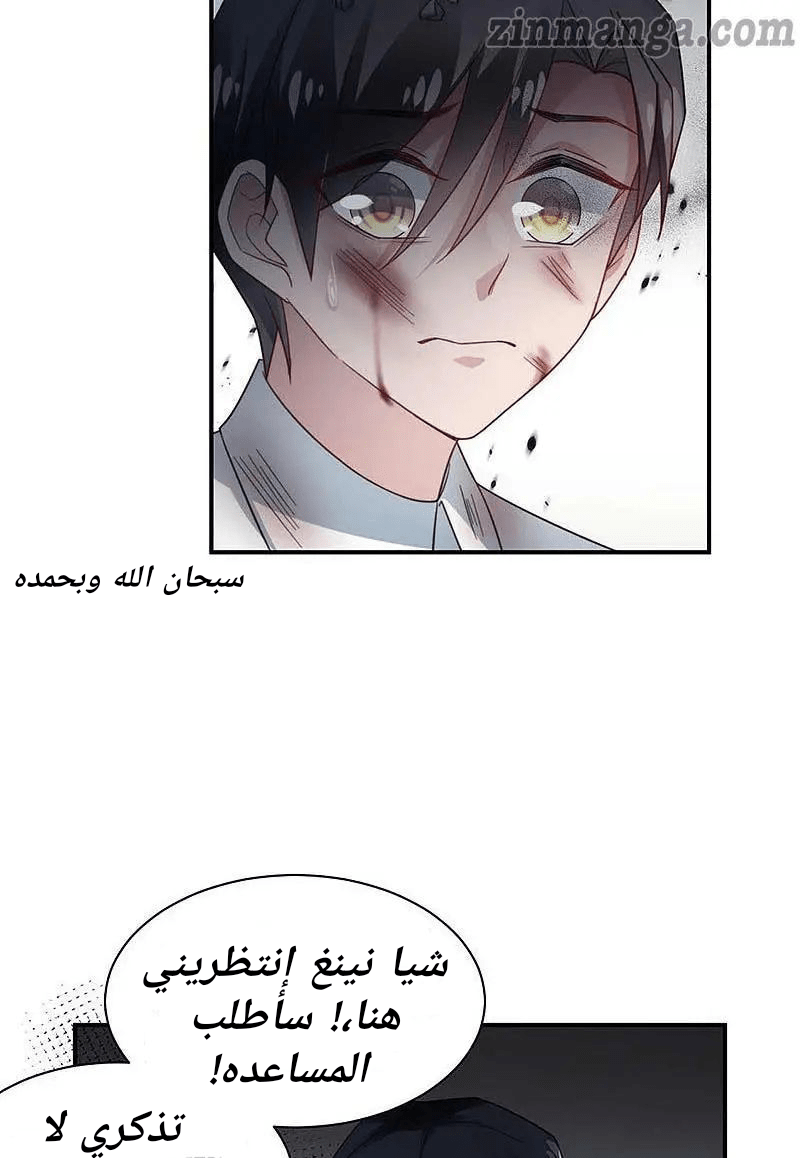 zinmanga.com
سبحان الله وبحمده
شيا نينغ إنتظريني
هنا،! سأطلب
المساعده!
تذكري لا